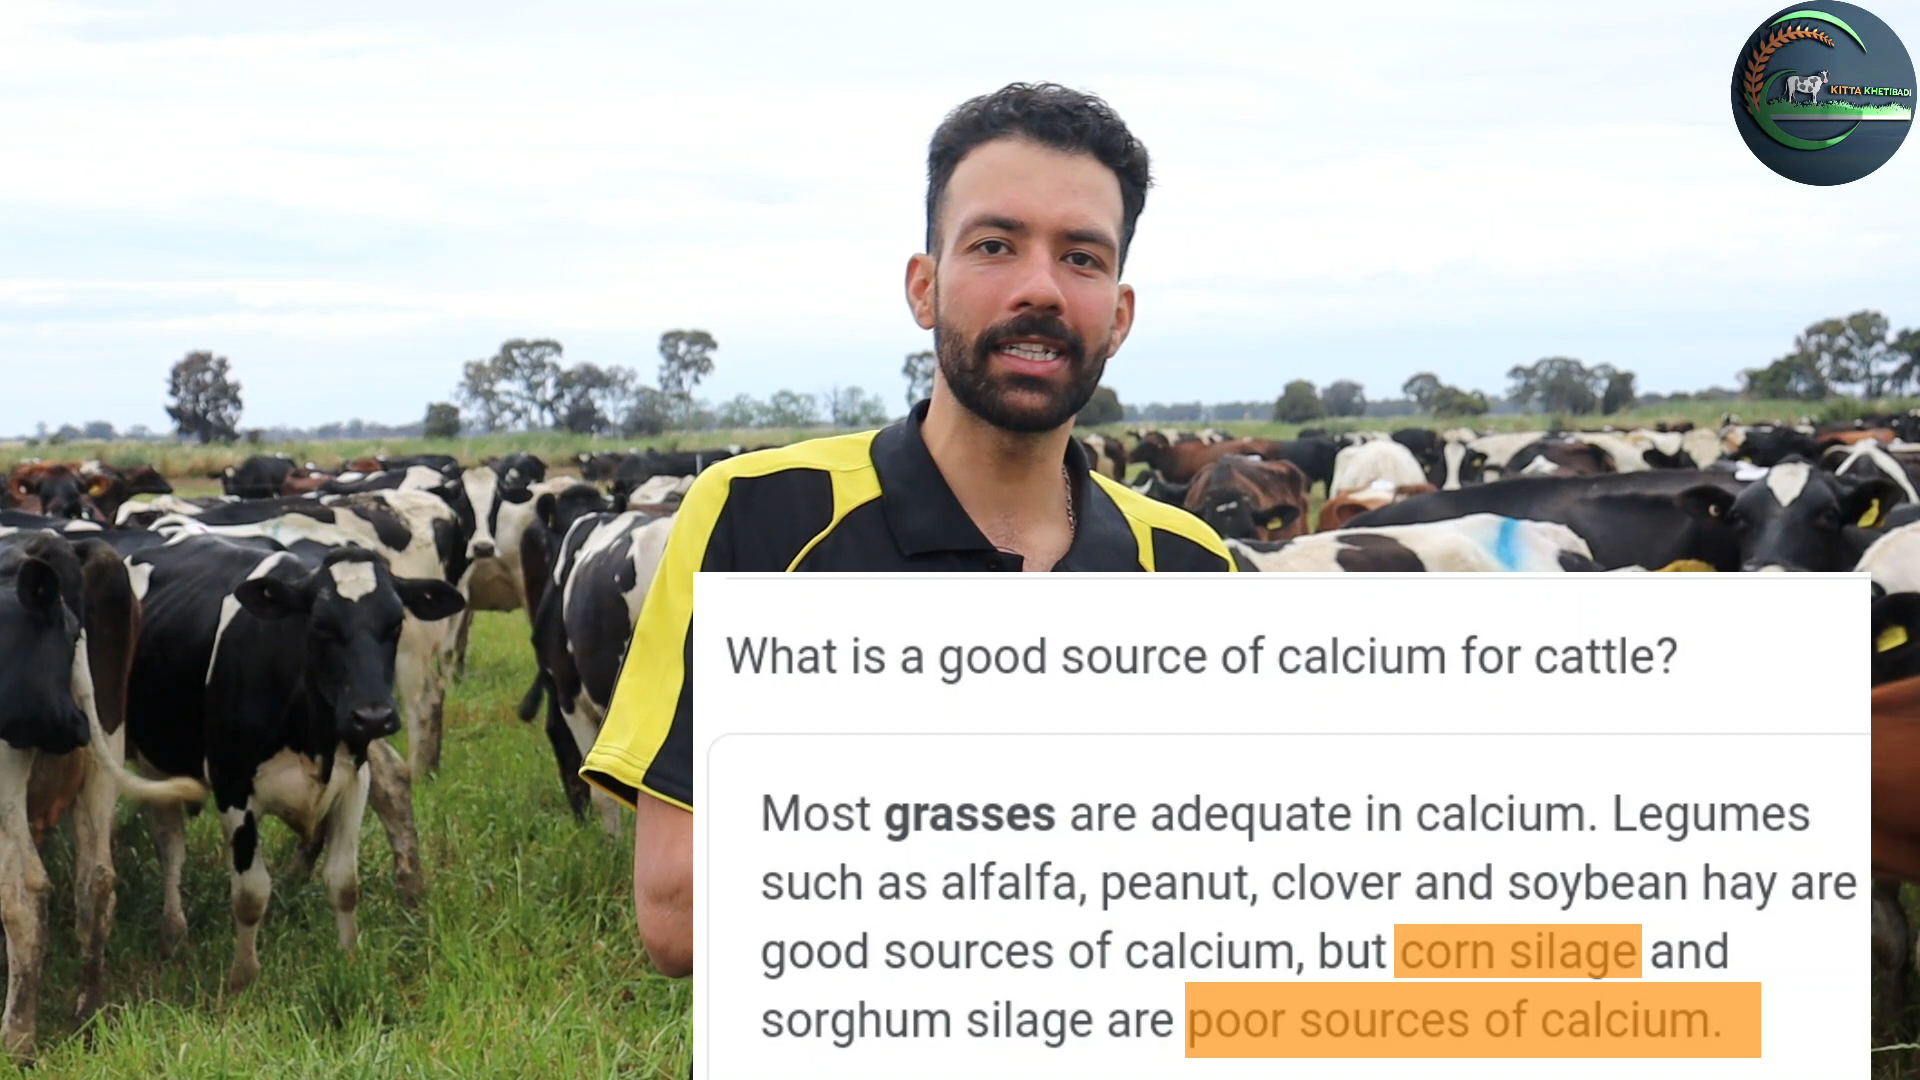 KITTA KHETIBADI
What is a good source of calcium for cattle?
Most grasses are adequate in calcium. Legumes
such as alfalfa, peanut, clover and soybean hay are
good sources of calcium, but corn silage and
sorghum silage are poor sources of calcium.